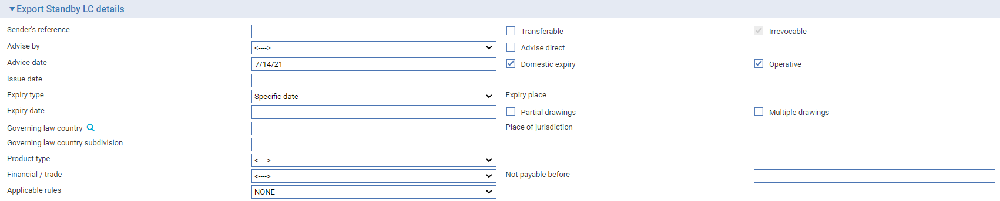 Export Standby LC details
Sender's reference Transferable Irrevocable
Advise by <----> Advise direct
Advice date 7/14/21 Domestic expiry Operative
Issue date
Expiry type Specific date Expiry place
Expiry date Partial drawings Multiple drawings
Governing law country Place of jurisdiction
Governing law country subdivision
Product type <---->
Financial / trade <----> Not payable before
Applicable rules NONE